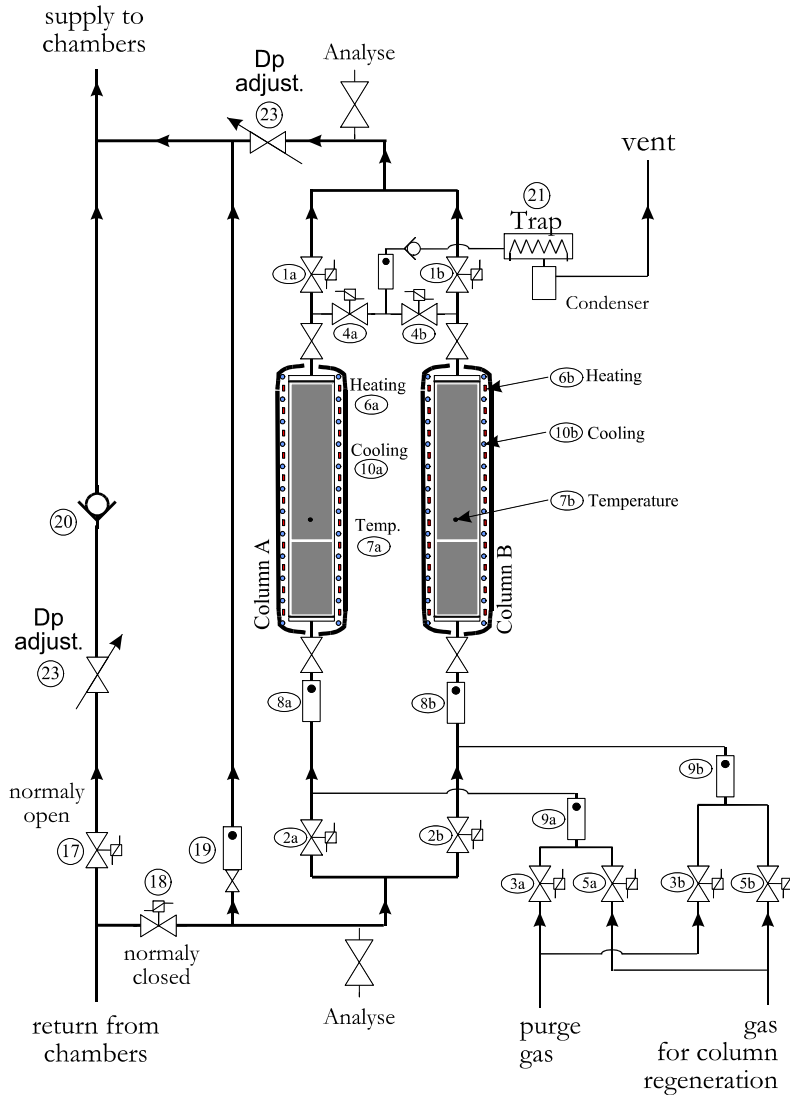 supply to
chambers
Dp
adjust.
23
Analyse
vent
21
Trap
1a
1b
Condenser
4a
4b
Heating
6a
6b Heating
Cooling
10a
10b Cooling
20
Temp.
7a
7b Temperature
Column A
Column B
Dp
adjust.
23
8a
8b
normaly
open
9b
9a
17
19
2a
2b
18
3a
5a
3b
5b
normaly
closed
Analyse
return from
chambers
purge
gas
gas
for column
regeneration